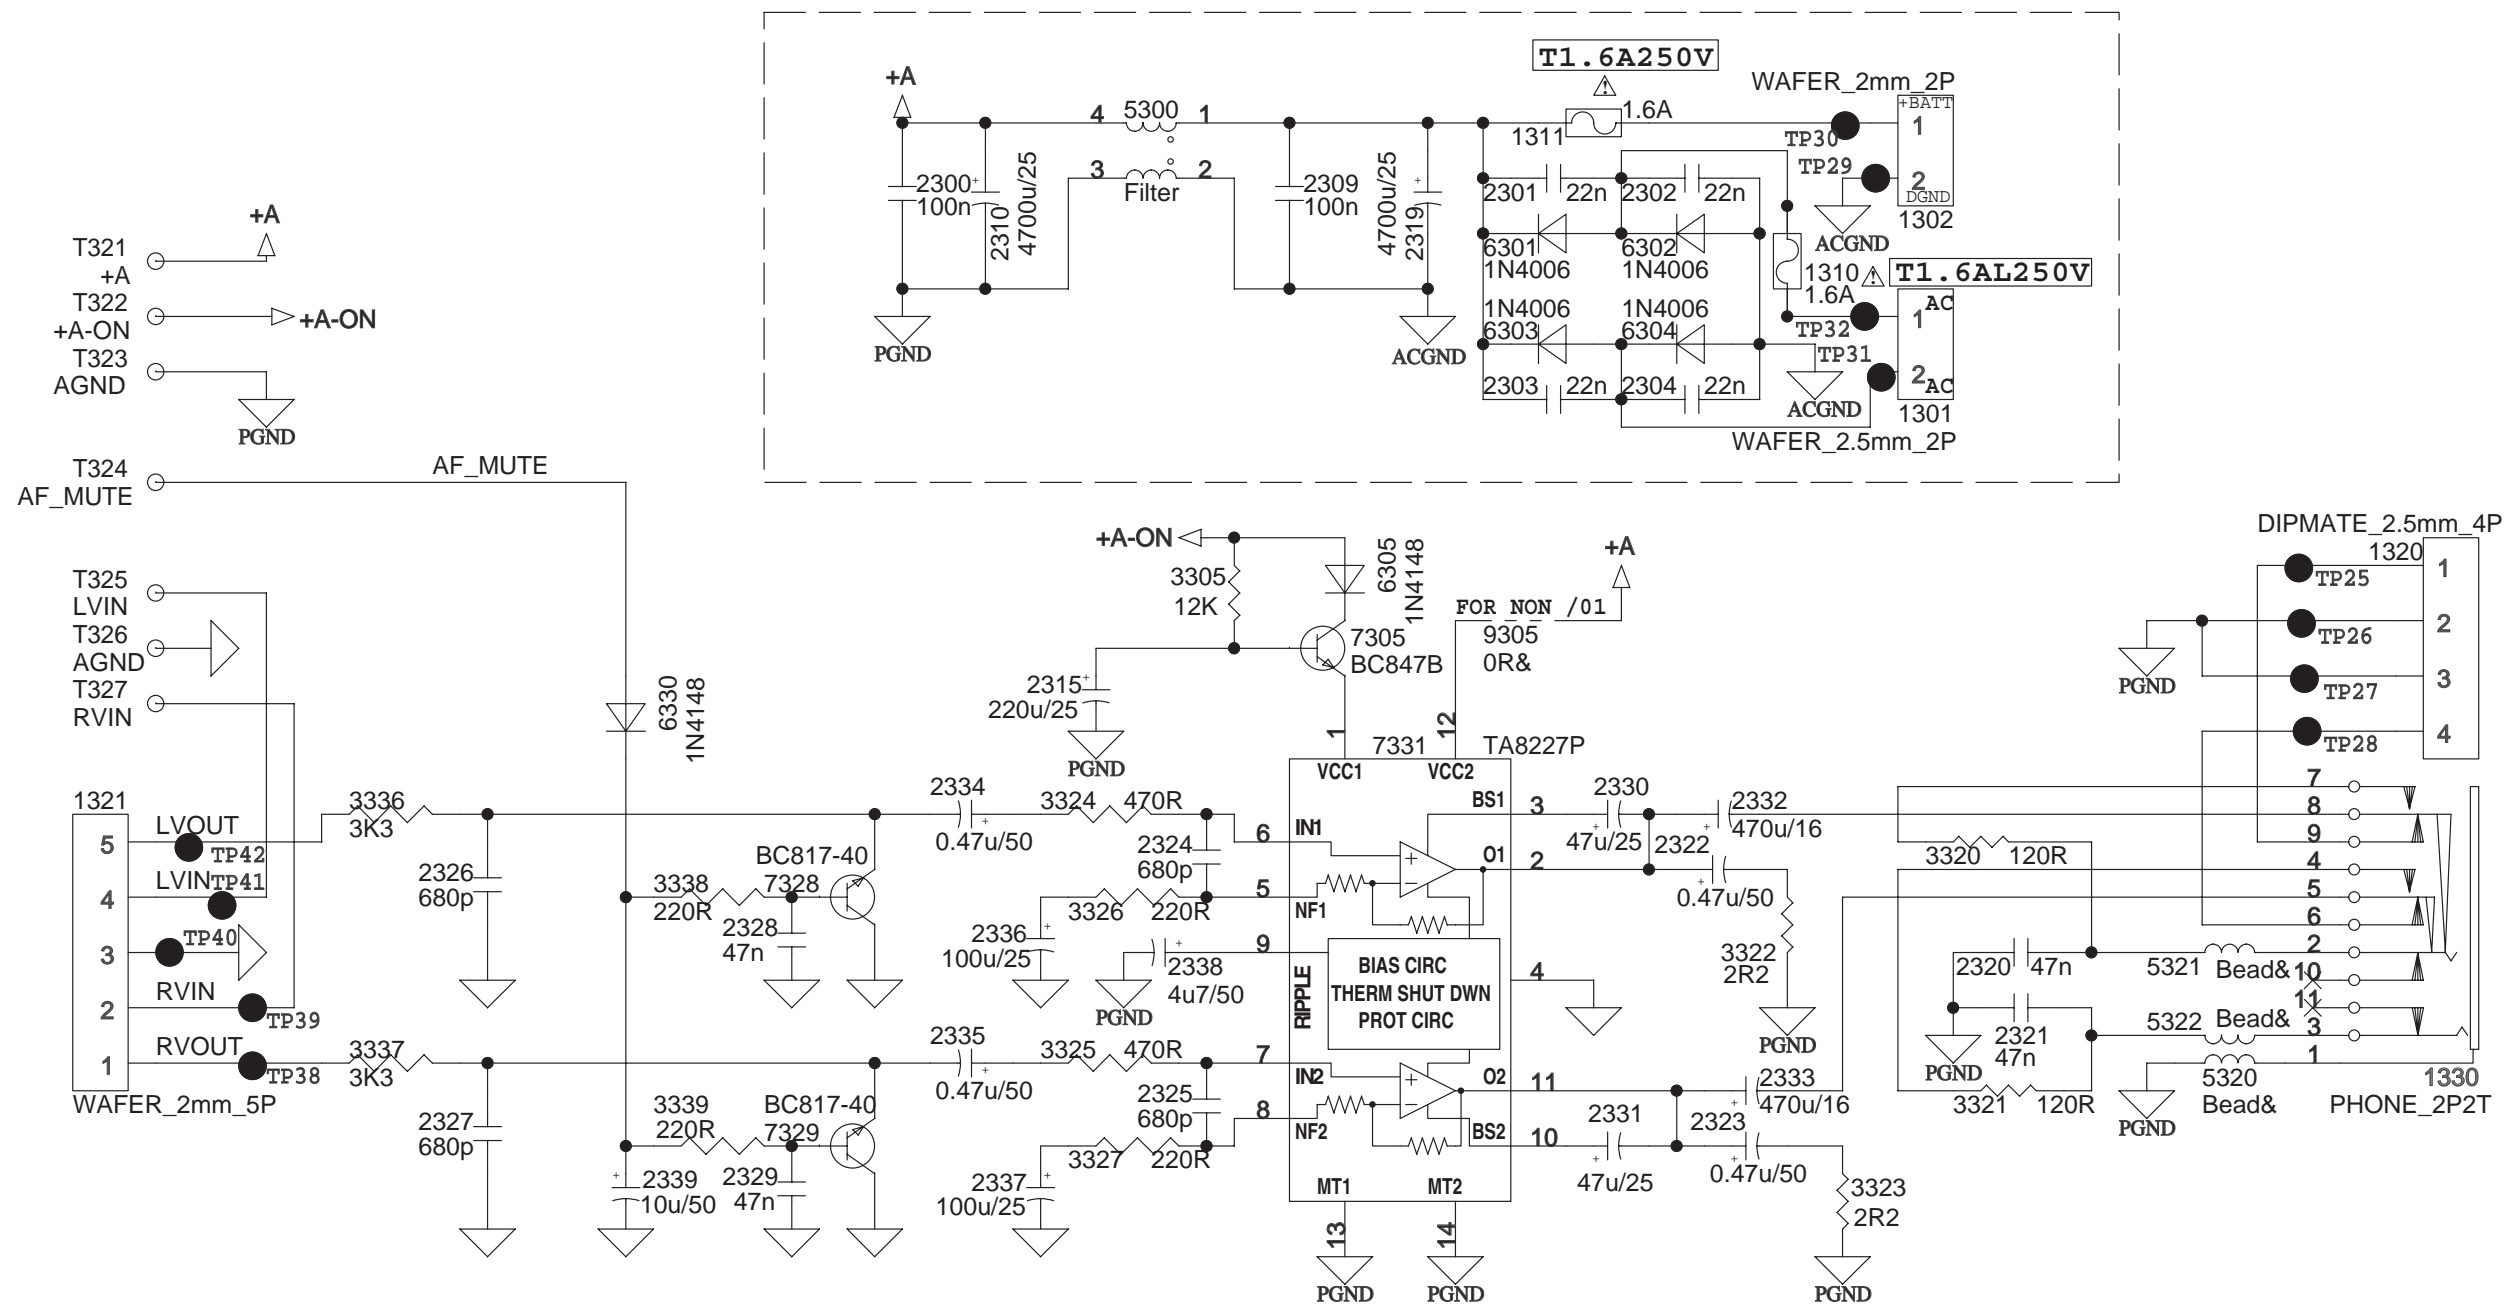 T1.6A250V
WAFER_2mm_2P
+A
4
5300
1
1311
1.6A
TP30
+BATT
1
3
Filter
2
TP29
2
DGND
1302
ACGND
2300
100n
+
2310
4700u/25
2309
100n
+
4700u/25
2319
2301
22n
2302
22n
6301
1N4006
6302
1N4006
1310
1.6A
T1.6AL250V
1N4006
6303
1N4006
6304
TP32
1
AC
TP31
2
AC
1301
2303
22n
2304
22n
PGND
ACGND
ACGND
WAFER_2.5mm_2P
T321
+A
+A
T322
+A-ON
+A-ON
T323
AGND
PGND
T324
AF_MUTE
AF_MUTE
T325
LVIN
T326
AGND
T327
RVIN
6330
1N4148
+A-ON
3305
12K
6305
1N4148
7305
BC847B
2315
+
220u/25
PGND
+A
FOR NON /01
9305
0R&
1
12
DIPMATE_2.5mm_4P
1320
TP25
1
TP26
2
PGND
TP27
3
TP28
4
1321
5
LVOUT
TP42
4
LVIN
TP41
3
TP40
2
RVIN
TP39
1
RVOUT
TP38
WAFER_2mm_5P
3336
3K3
2326
680p
3338
220R
BC817-40
7328
2328
47n
2334
+
0.47u/50
3324
470R
2324
680p
3326
220R
2336
+
100u/25
2338
+
4u7/50
PGND
3337
3K3
2327
680p
3339
220R
BC817-40
7329
2339
+
10u/50
2329
47n
2335
+
0.47u/50
3325
470R
2325
680p
3327
220R
2337
+
100u/25
7331
TA8227P
VCC1
VCC2
6
IN1
5
NF1
9
RIPPLE
7
IN2
8
NF2
BS1
3
O1
2
4
O2
11
BS2
10
+
−
BIAS CIRC
THERM SHUT DWN
PROT CIRC
+
−
MT1
MT2
13
14
PGND
PGND
2330
+
47u/25
2332
+
470u/16
2322
+
0.47u/50
3322
2R2
PGND
2333
+
470u/16
2331
+
47u/25
2323
+
0.47u/50
3323
2R2
PGND
3320
120R
2320
47n
2321
47n
PGND
3321
120R
5321
Bead&
5322
Bead&
5320
Bead&
PGND
7
8
9
4
5
6
2
10
11
3
1
1330
PHONE_2P2T